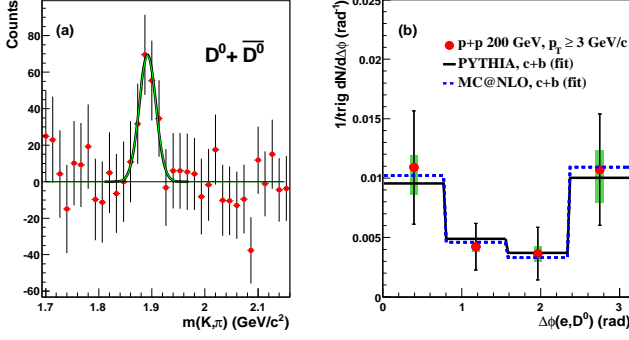 (a)
D⁰ + D̅⁰
Counts
80
60
40
20
0
-20
-40
-60
1.7
1.8
1.9
2
2.1
m(K,π) (GeV/c²)
(b)
p+p 200 GeV, p_T ≥ 3 GeV/c
PYTHIA, c+b (fit)
MC@NLO, c+b (fit)
1/trig dN/dΔϕ (rad⁻¹)
0.025
0.02
0.015
0.01
0.005
0
0
1
2
3
Δϕ(e,D⁰) (rad)